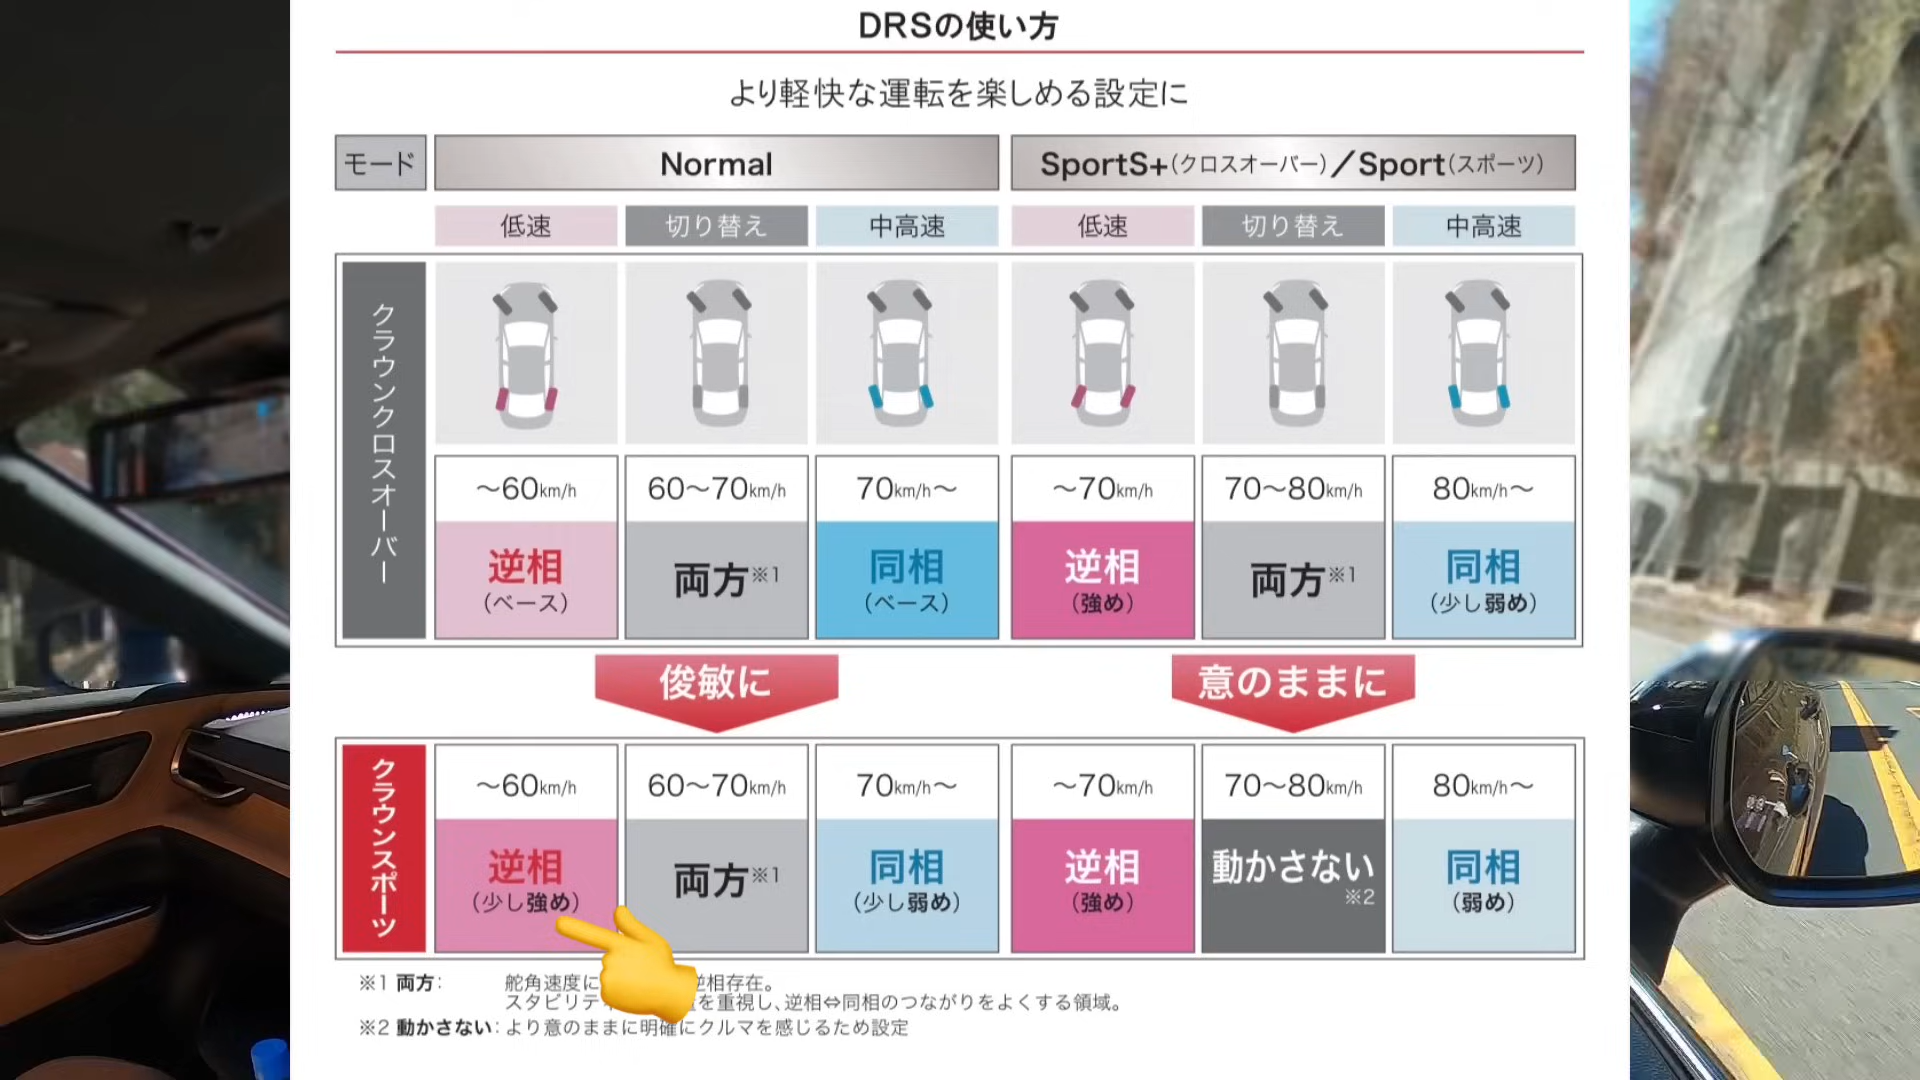 DRSの使い方
より軽快な運転を楽しめる設定に
モード
Normal
SportS+(クロスオーバー)/Sport(スポーツ)
低速 切り替え 中高速 低速 切り替え 中高速
クラウンクロスオーバー
~60km/h 60~70km/h 70km/h~ ~70km/h 70~80km/h 80km/h~
逆相 両方※1 同相 逆相 両方※1 同相
(ベース) (ベース) (強め) (少し弱め)
俊敏に 意のままに
クラウンスポーツ
~60km/h 60~70km/h 70km/h~ ~70km/h 70~80km/h 80km/h~
逆相 両方※1 同相 逆相 動かさない 同相
(少し強め) (少し弱め) (強め) ※2 (弱め)
※1 両方: 舵角速度に 逆相存在。
スタビリテ を重視し、逆相⇔同相のつながりをよくする領域。
※2 動かさない:より意のままに明確にクルマを感じるため設定